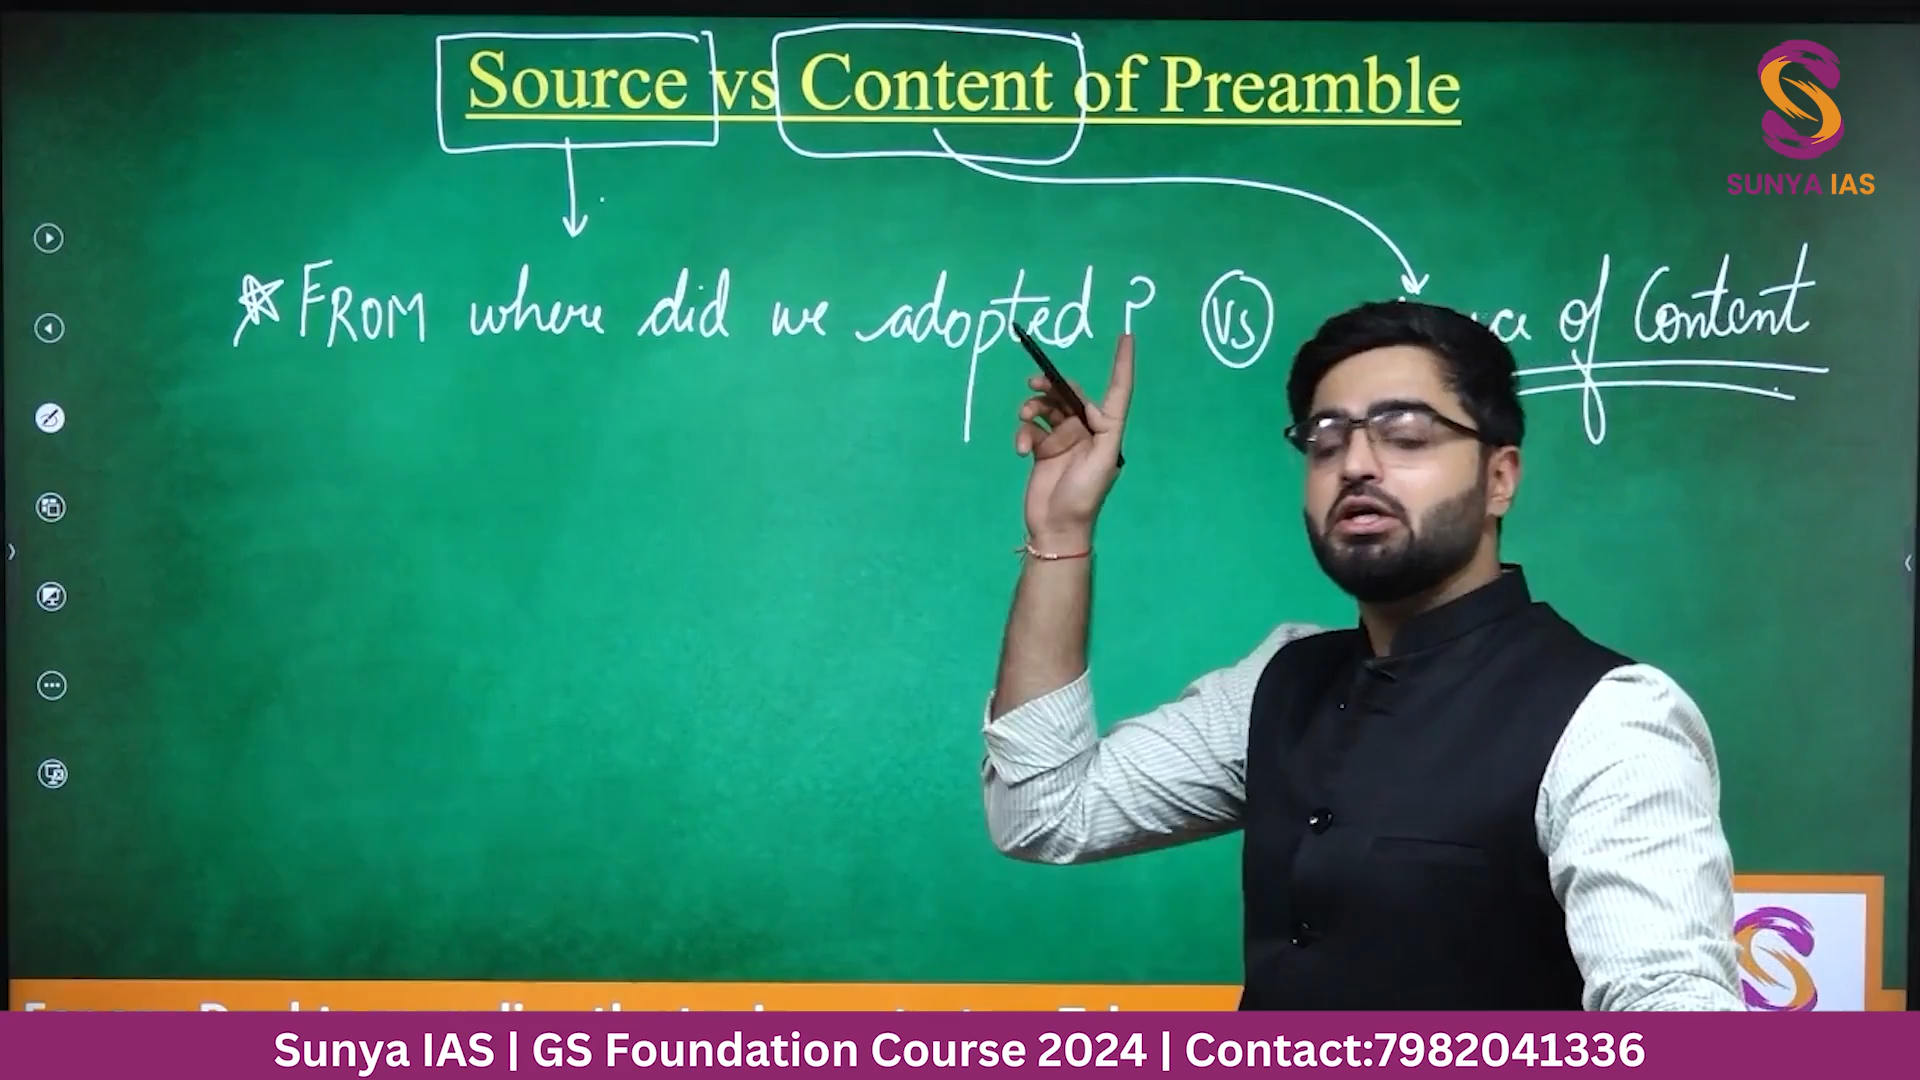 Source vs Content of Preamble
SUNYA IAS
FROM where did we adopted? VS of Content
Sunya IAS | GS Foundation Course 2024 | Contact:7982041336